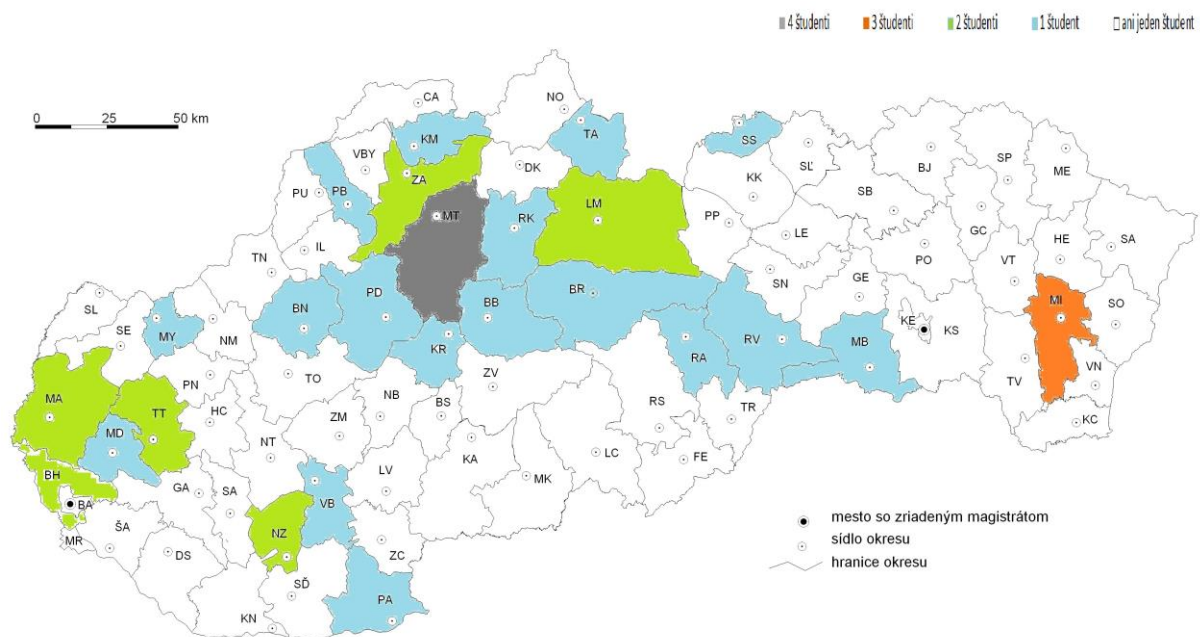 4 študenti 3 študenti 2 študenti 1 študent ani jeden študent
0 25 50 km
CA
NO
KM
TA
SS
VBY
ZA
DK
SĽ
BJ
SP
ME
PU
PB
KK
SB
MT
RK
LM
PP
LE
GC
IL
TN
PO
VT
HE
SA
SN
GE
SL
BN
PD
BB
BR
MI
SO
SE
MY
NM
KR
RA
RV
MB
KE
KS
PN
TO
ZV
TV
VN
MA
TT
HC
ZM
NB
BS
RS
TR
KC
MD
NT
LV
KA
MK
LC
FE
BH
GA
SA
VB
BA
NZ
MR
ŠA
DS
ZC
SĎ
KN
PA
mesto so zriadeným magistrátom
sídlo okresu
hranice okresu